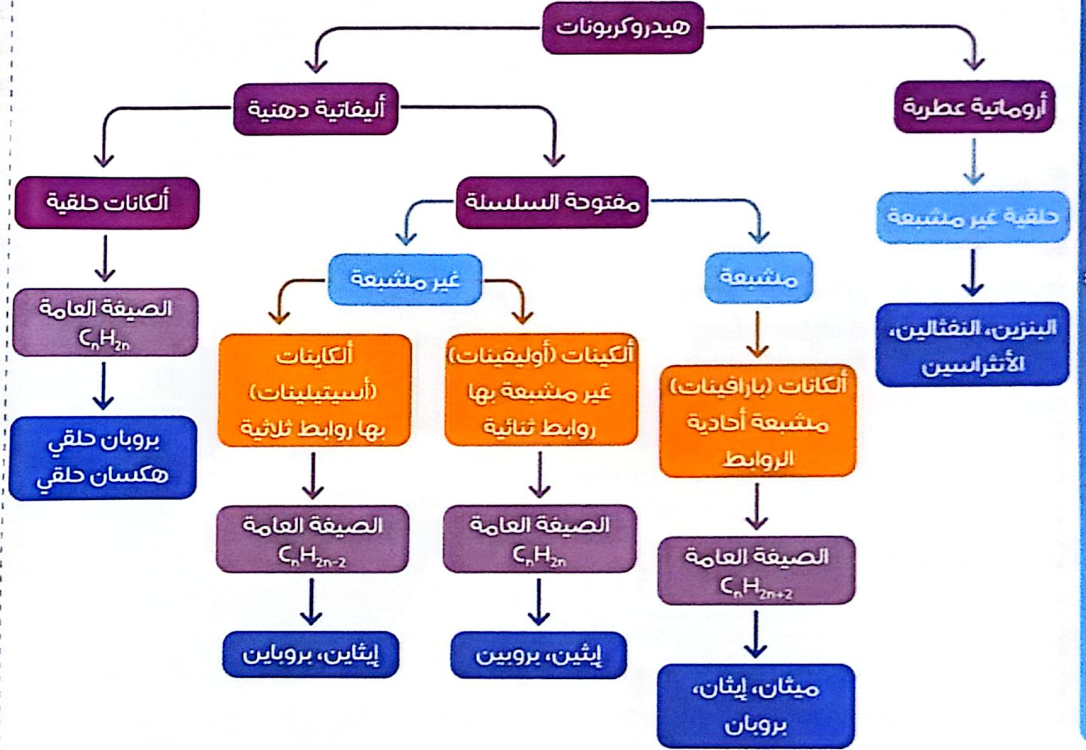 هيدروكربونات
أروماتية عطرية
أليفاتية دهنية
حلقية غير مشبعة
مفتوحة السلسلة
ألكانات حلقية
مشبعة
غير مشبعة
الصيغة العامة
CₙH₂ₙ
البنزين، النفثالين،
الأنثراسين
ألكانات (بارافينات)
مشبعة أحادية
الروابط
ألكينات (أوليفينات)
غير مشبعة بها
روابط ثنائية
ألكاينات
(أسيتيلينات)
بها روابط ثلاثية
بروبان حلقي
هكسان حلقي
الصيغة العامة
CₙH₂ₙ₊₂
الصيغة العامة
CₙH₂ₙ
الصيغة العامة
CₙH₂ₙ₋₂
ميثان، إيثان،
بروبان
إيثين، بروبين
إيثاين، بروباين